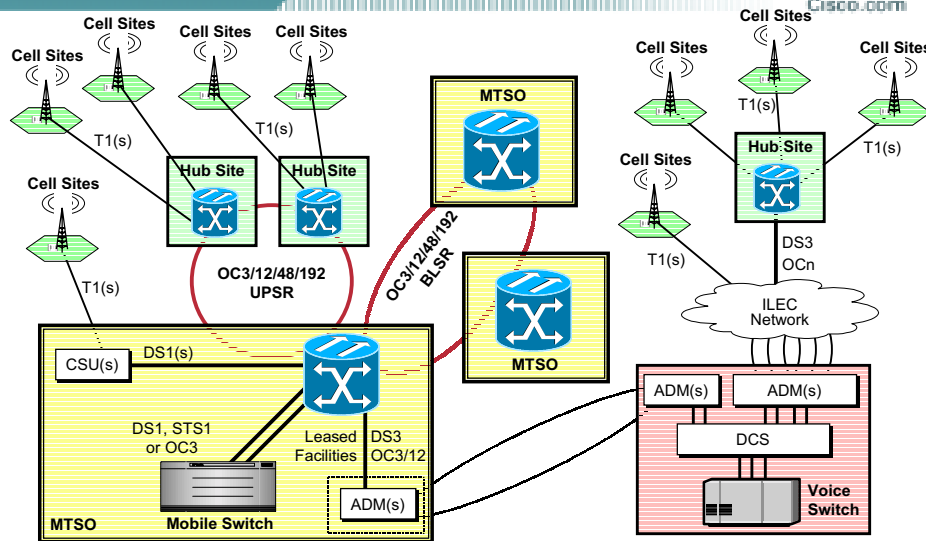 Cisco.com
Cell Sites
Cell Sites
Cell Sites
Cell Sites
T1(s)
T1(s)
Hub Site
Hub Site
Cell Sites
T1(s)
OC3/12/48/192
UPSR
MTSO
OC3/12/48/192
BLSR
MTSO
CSU(s)
DS1(s)
DS1, STS1
or OC3
Leased
Facilities
DS3
OC3/12
ADM(s)
Mobile Switch
MTSO
Cell Sites
Cell Sites
Cell Sites
T1(s)
T1(s)
Hub Site
Cell Sites
T1(s)
DS3
OCn
ILEC
Network
ADM(s)
ADM(s)
DCS
Voice
Switch